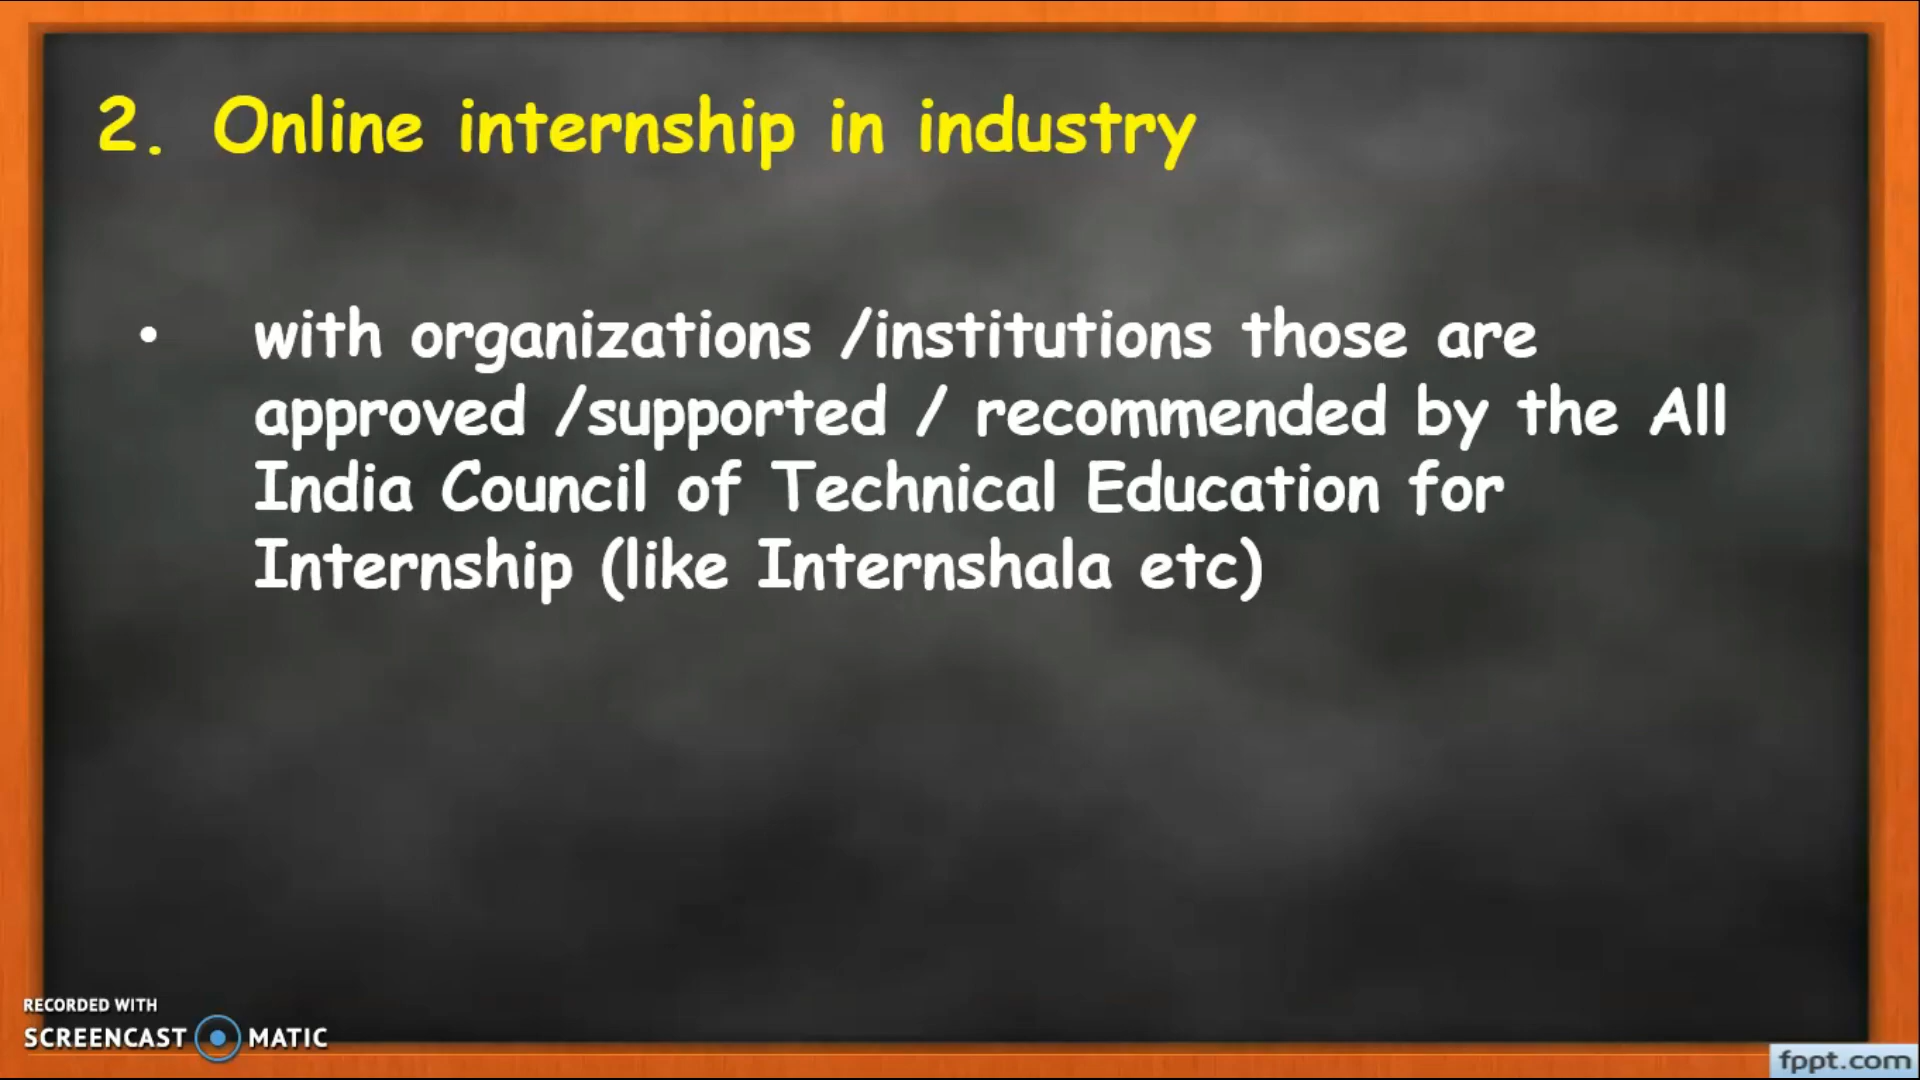 2. Online internship in industry
• with organizations /institutions those are
approved /supported / recommended by the All
India Council of Technical Education for
Internship (like Internshala etc)
RECORDED WITH
SCREENCAST MATIC
fppt.com